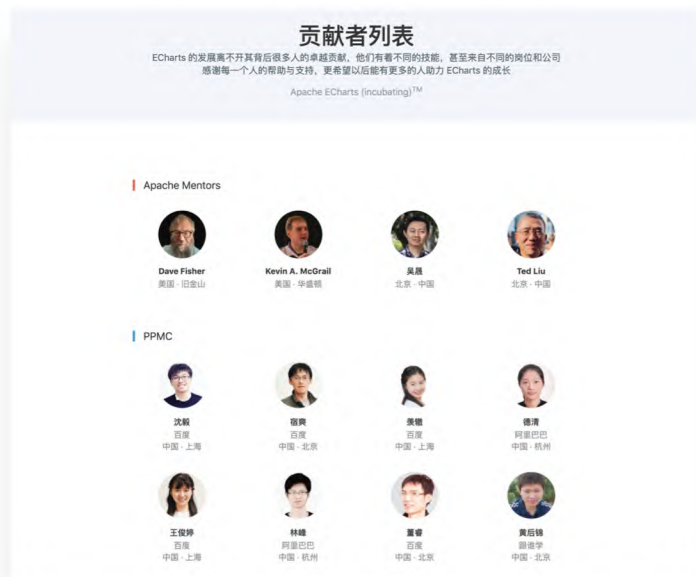 贡献者列表
ECharts 的发展离不开其背后很多人的卓越贡献，他们有着不同的技能，甚至来自不同的岗位和公司
感谢每一个人的帮助与支持，更希望以后能有更多的人助力 ECharts 的成长
Apache ECharts (incubating)™
Apache Mentors
Dave Fisher Kevin A. McGrail 吴晟 Ted Liu
美国 - 旧金山 美国 - 华盛顿 北京 - 中国 北京 - 中国
PPMC
沈毅 宿爽 羡辙 德清
百度 百度 百度 阿里巴巴
中国 - 上海 中国 - 北京 中国 - 上海 中国 - 杭州
王俊婷 林峰 董睿 黄后锦
百度 阿里巴巴 百度
中国 - 上海 中国 - 杭州 中国 - 北京 中国 - 北京